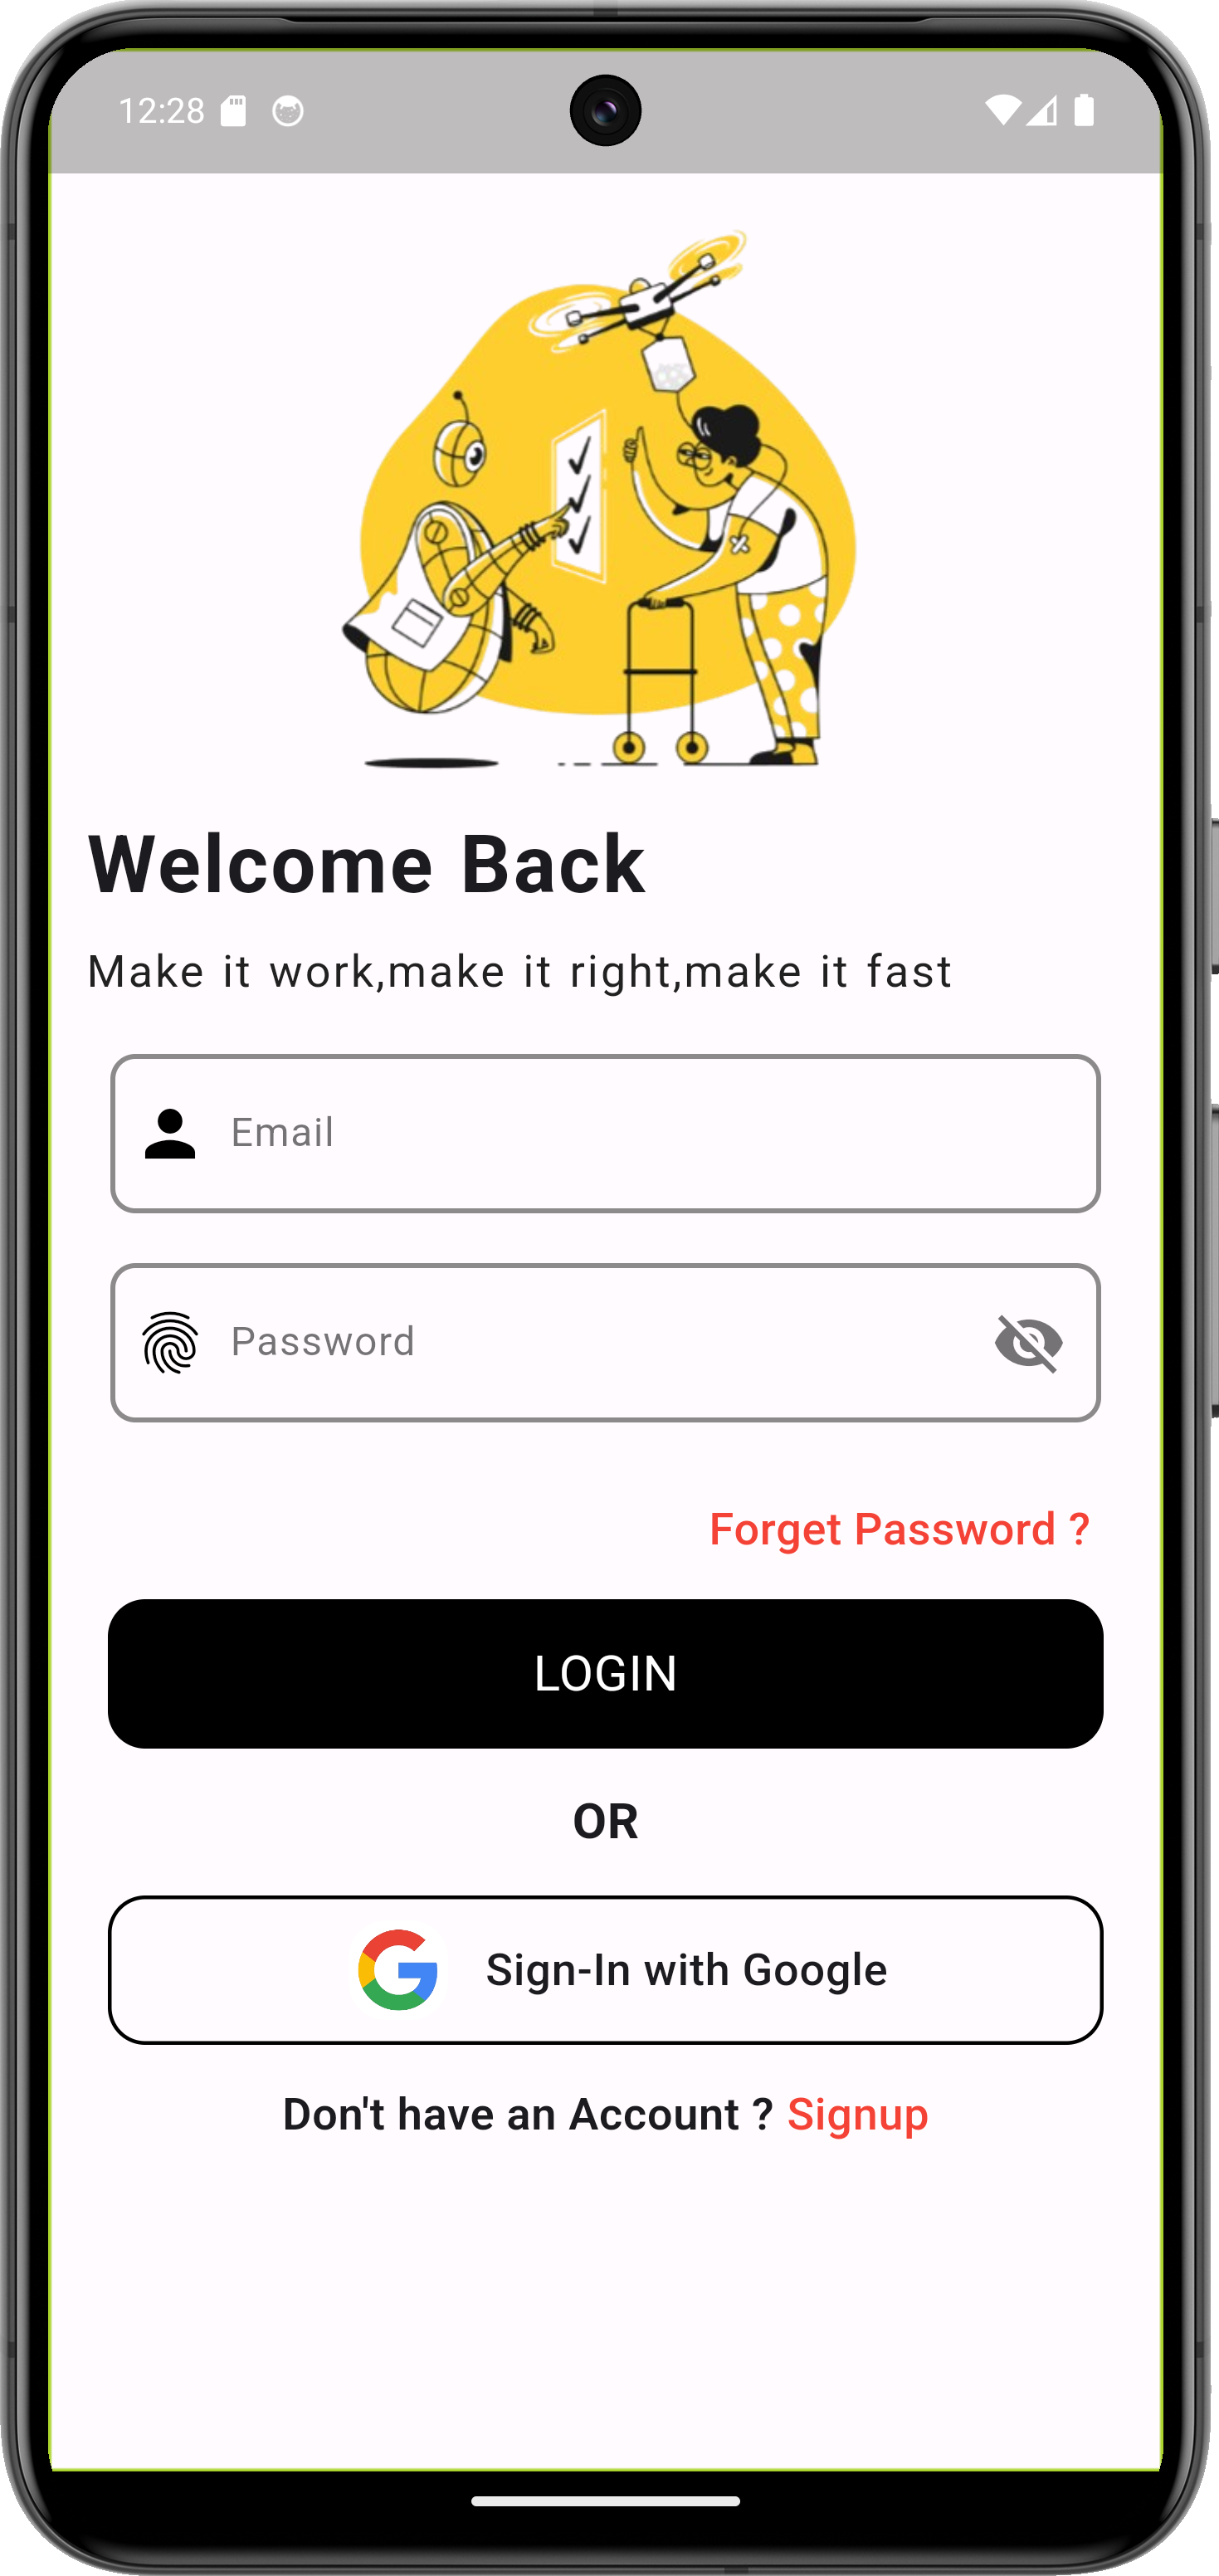 12:28
Welcome Back
Make it work,make it right,make it fast
Email
Password
Forget Password ?
LOGIN
OR
Sign-In with Google
Don't have an Account ? Signup